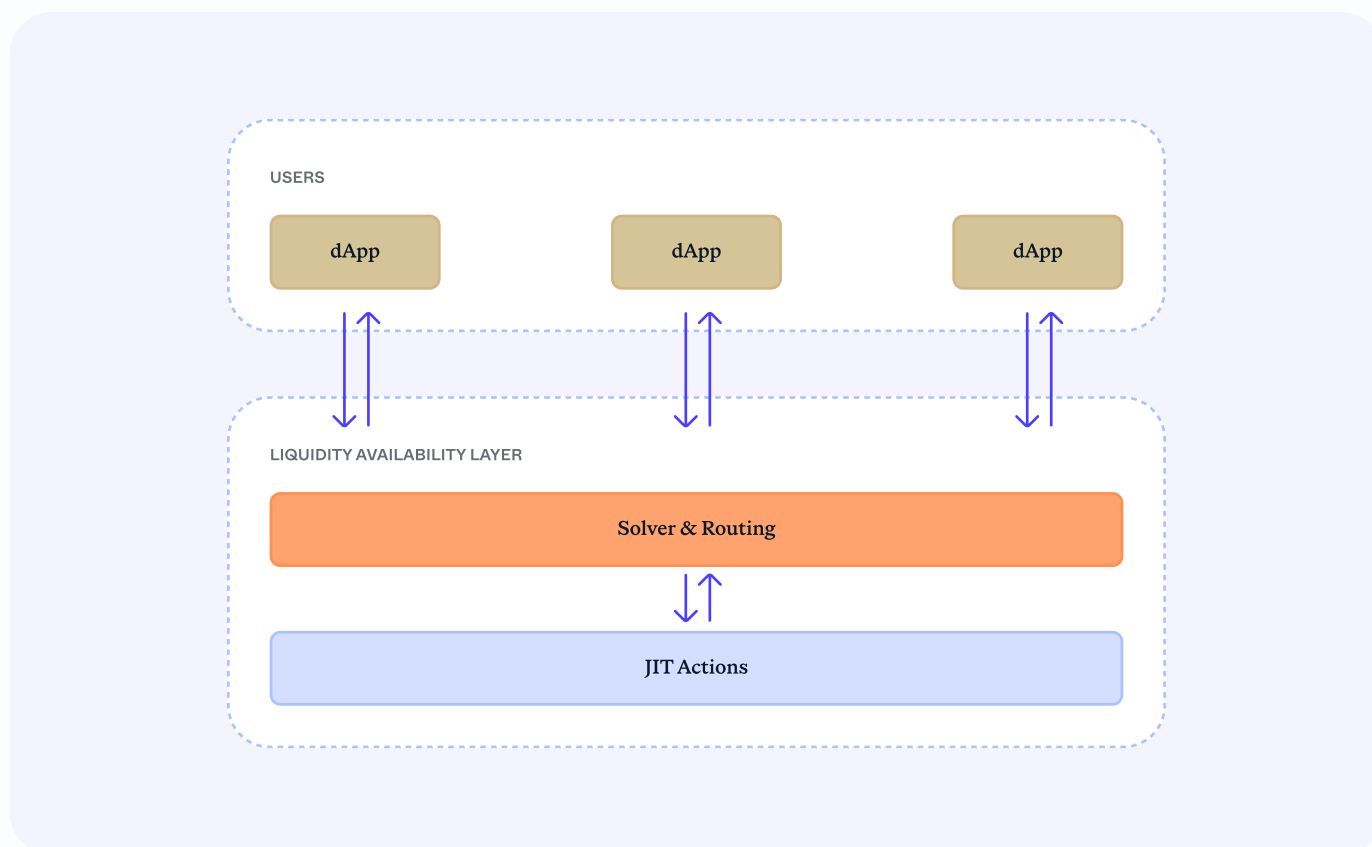 USERS
dApp
dApp
dApp
LIQUIDITY AVAILABILITY LAYER
Solver & Routing
JIT Actions